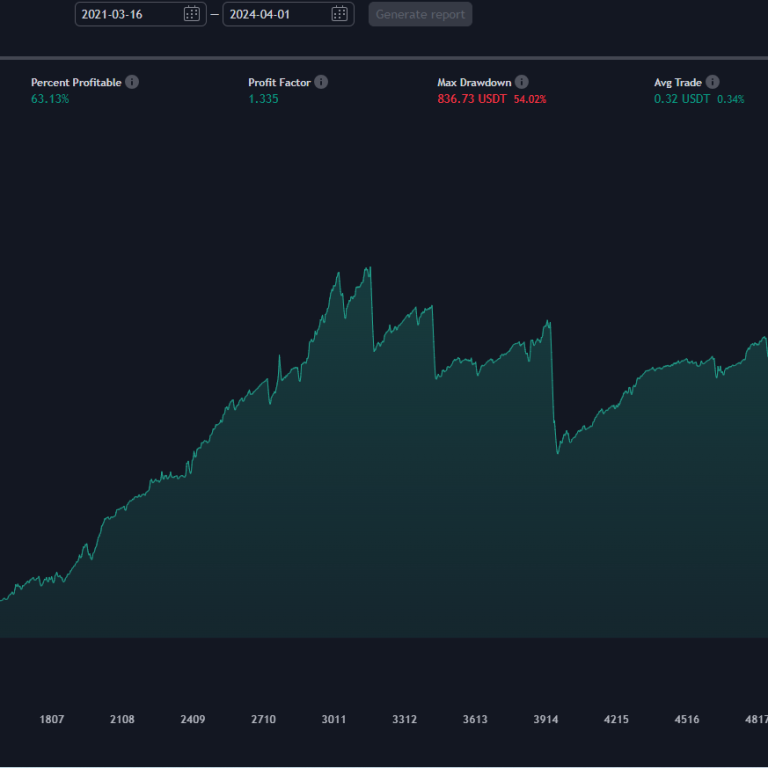 2021-03-16 — 2024-04-01 Generate report
Percent Profitable Profit Factor Max Drawdown Avg Trade
63.13% 1.335 836.73 USDT 54.02% 0.32 USDT 0.34%
1807 2108 2409 2710 3011 3312 3613 3914 4215 4516 4817